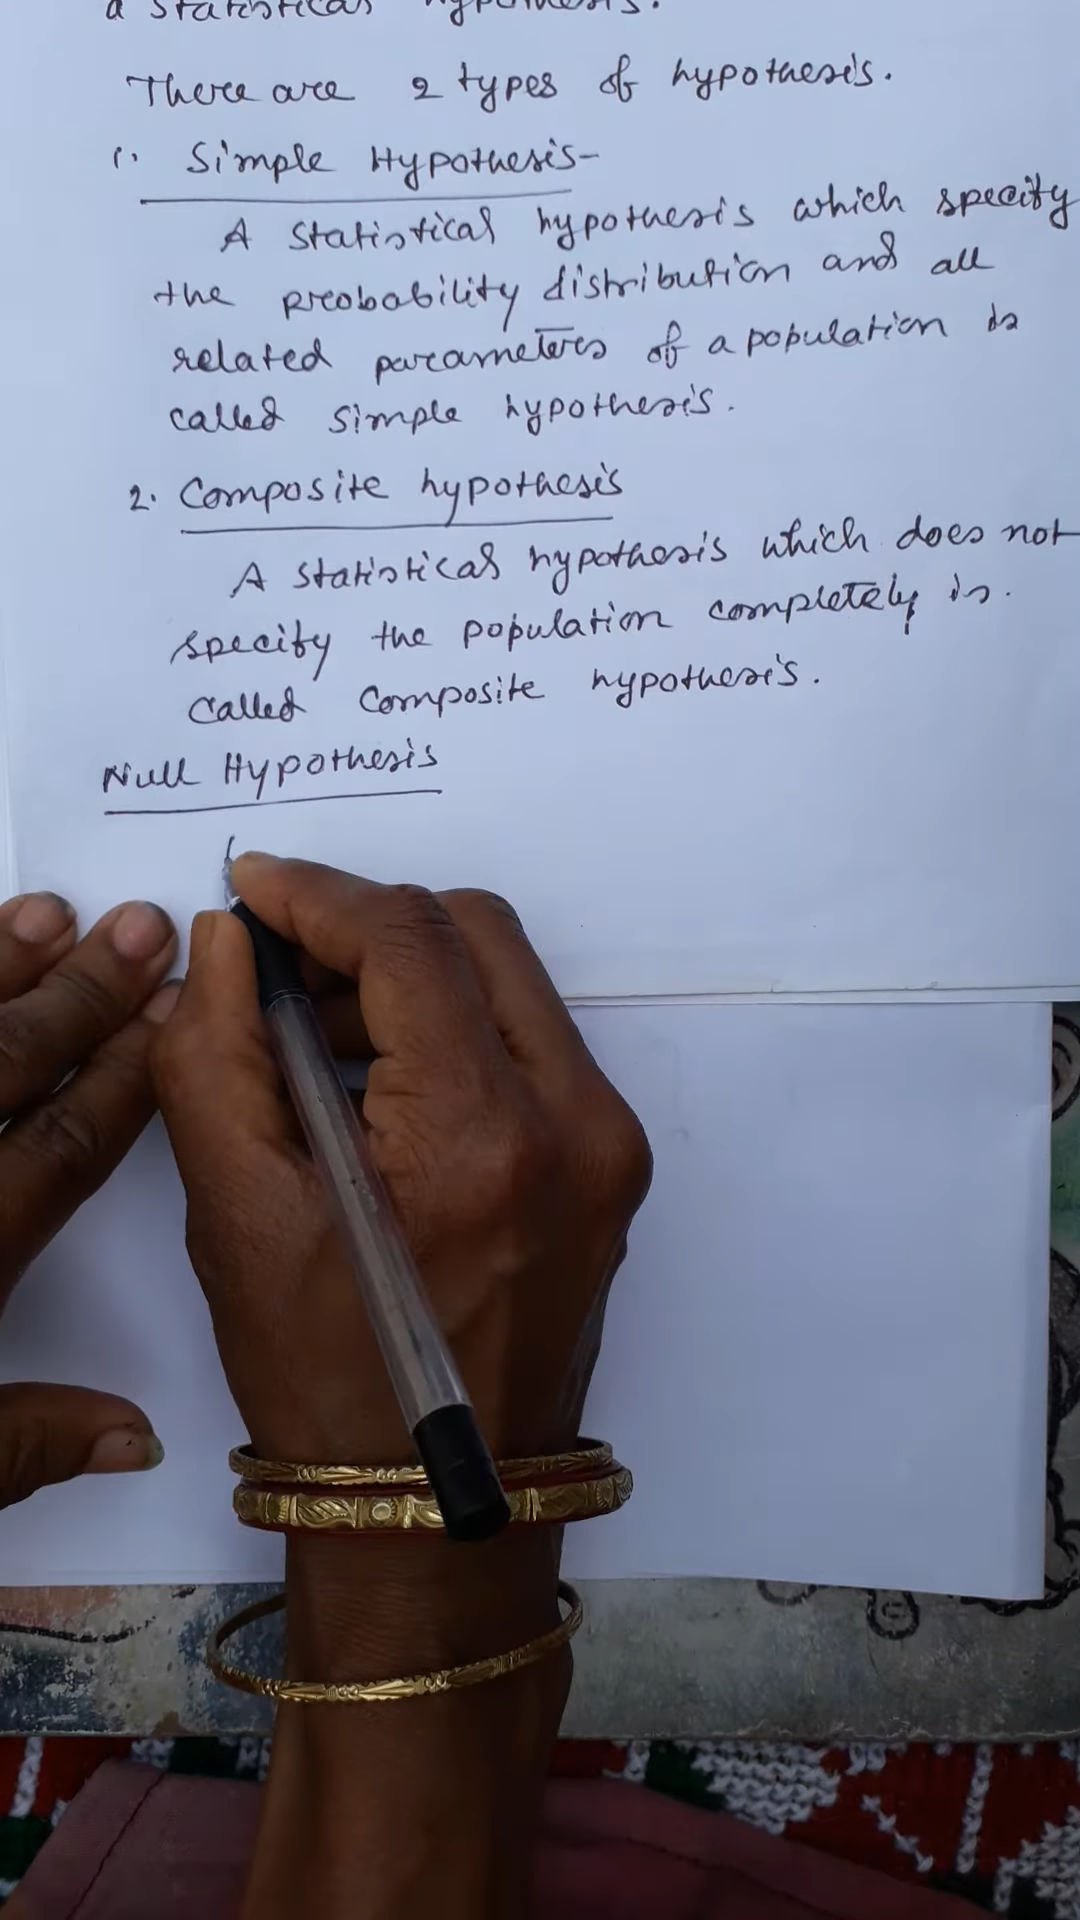 a statistical hypothesis.
There are 2 types of hypothesis.
1. Simple Hypothesis-
A statistical hypothesis which specify
the probability distribution and all
related parameters of a population is
called simple hypothesis.
2. Composite hypothesis
A statistical hypothesis which does not
specify the population completely is.
called composite hypothesis.
Null Hypothesis